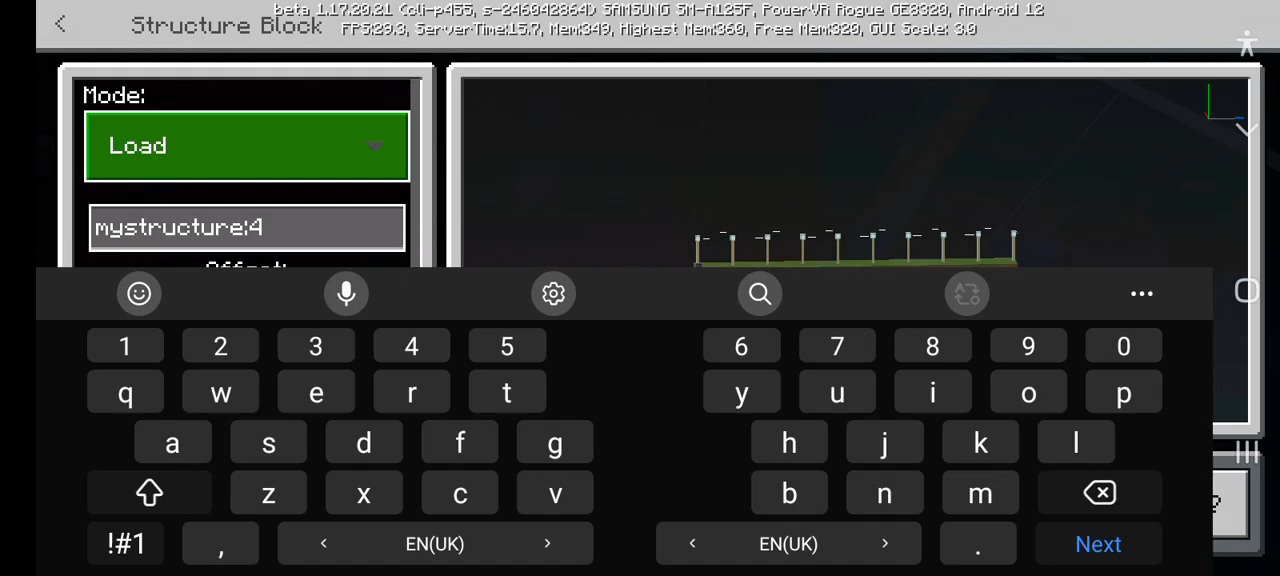 beta 1.17.20.21 (cli-p455, s-246042864) SAMSUNG SM-A125F, PowerVR Rogue GE8320, Android 12
Structure Block
FPS:29.3, ServerTime:15.7, Mem:349, Highest Mem:360, Free Mem:320, GUI Scale: 3.0
Mode:
Load
mystructure:4
Offset:
1 2 3 4 5 6 7 8 9 0
q w e r t y u i o p
a s d f g h j k l
z x c v b n m
!#1 , < EN(UK) > < EN(UK) > . Next
?